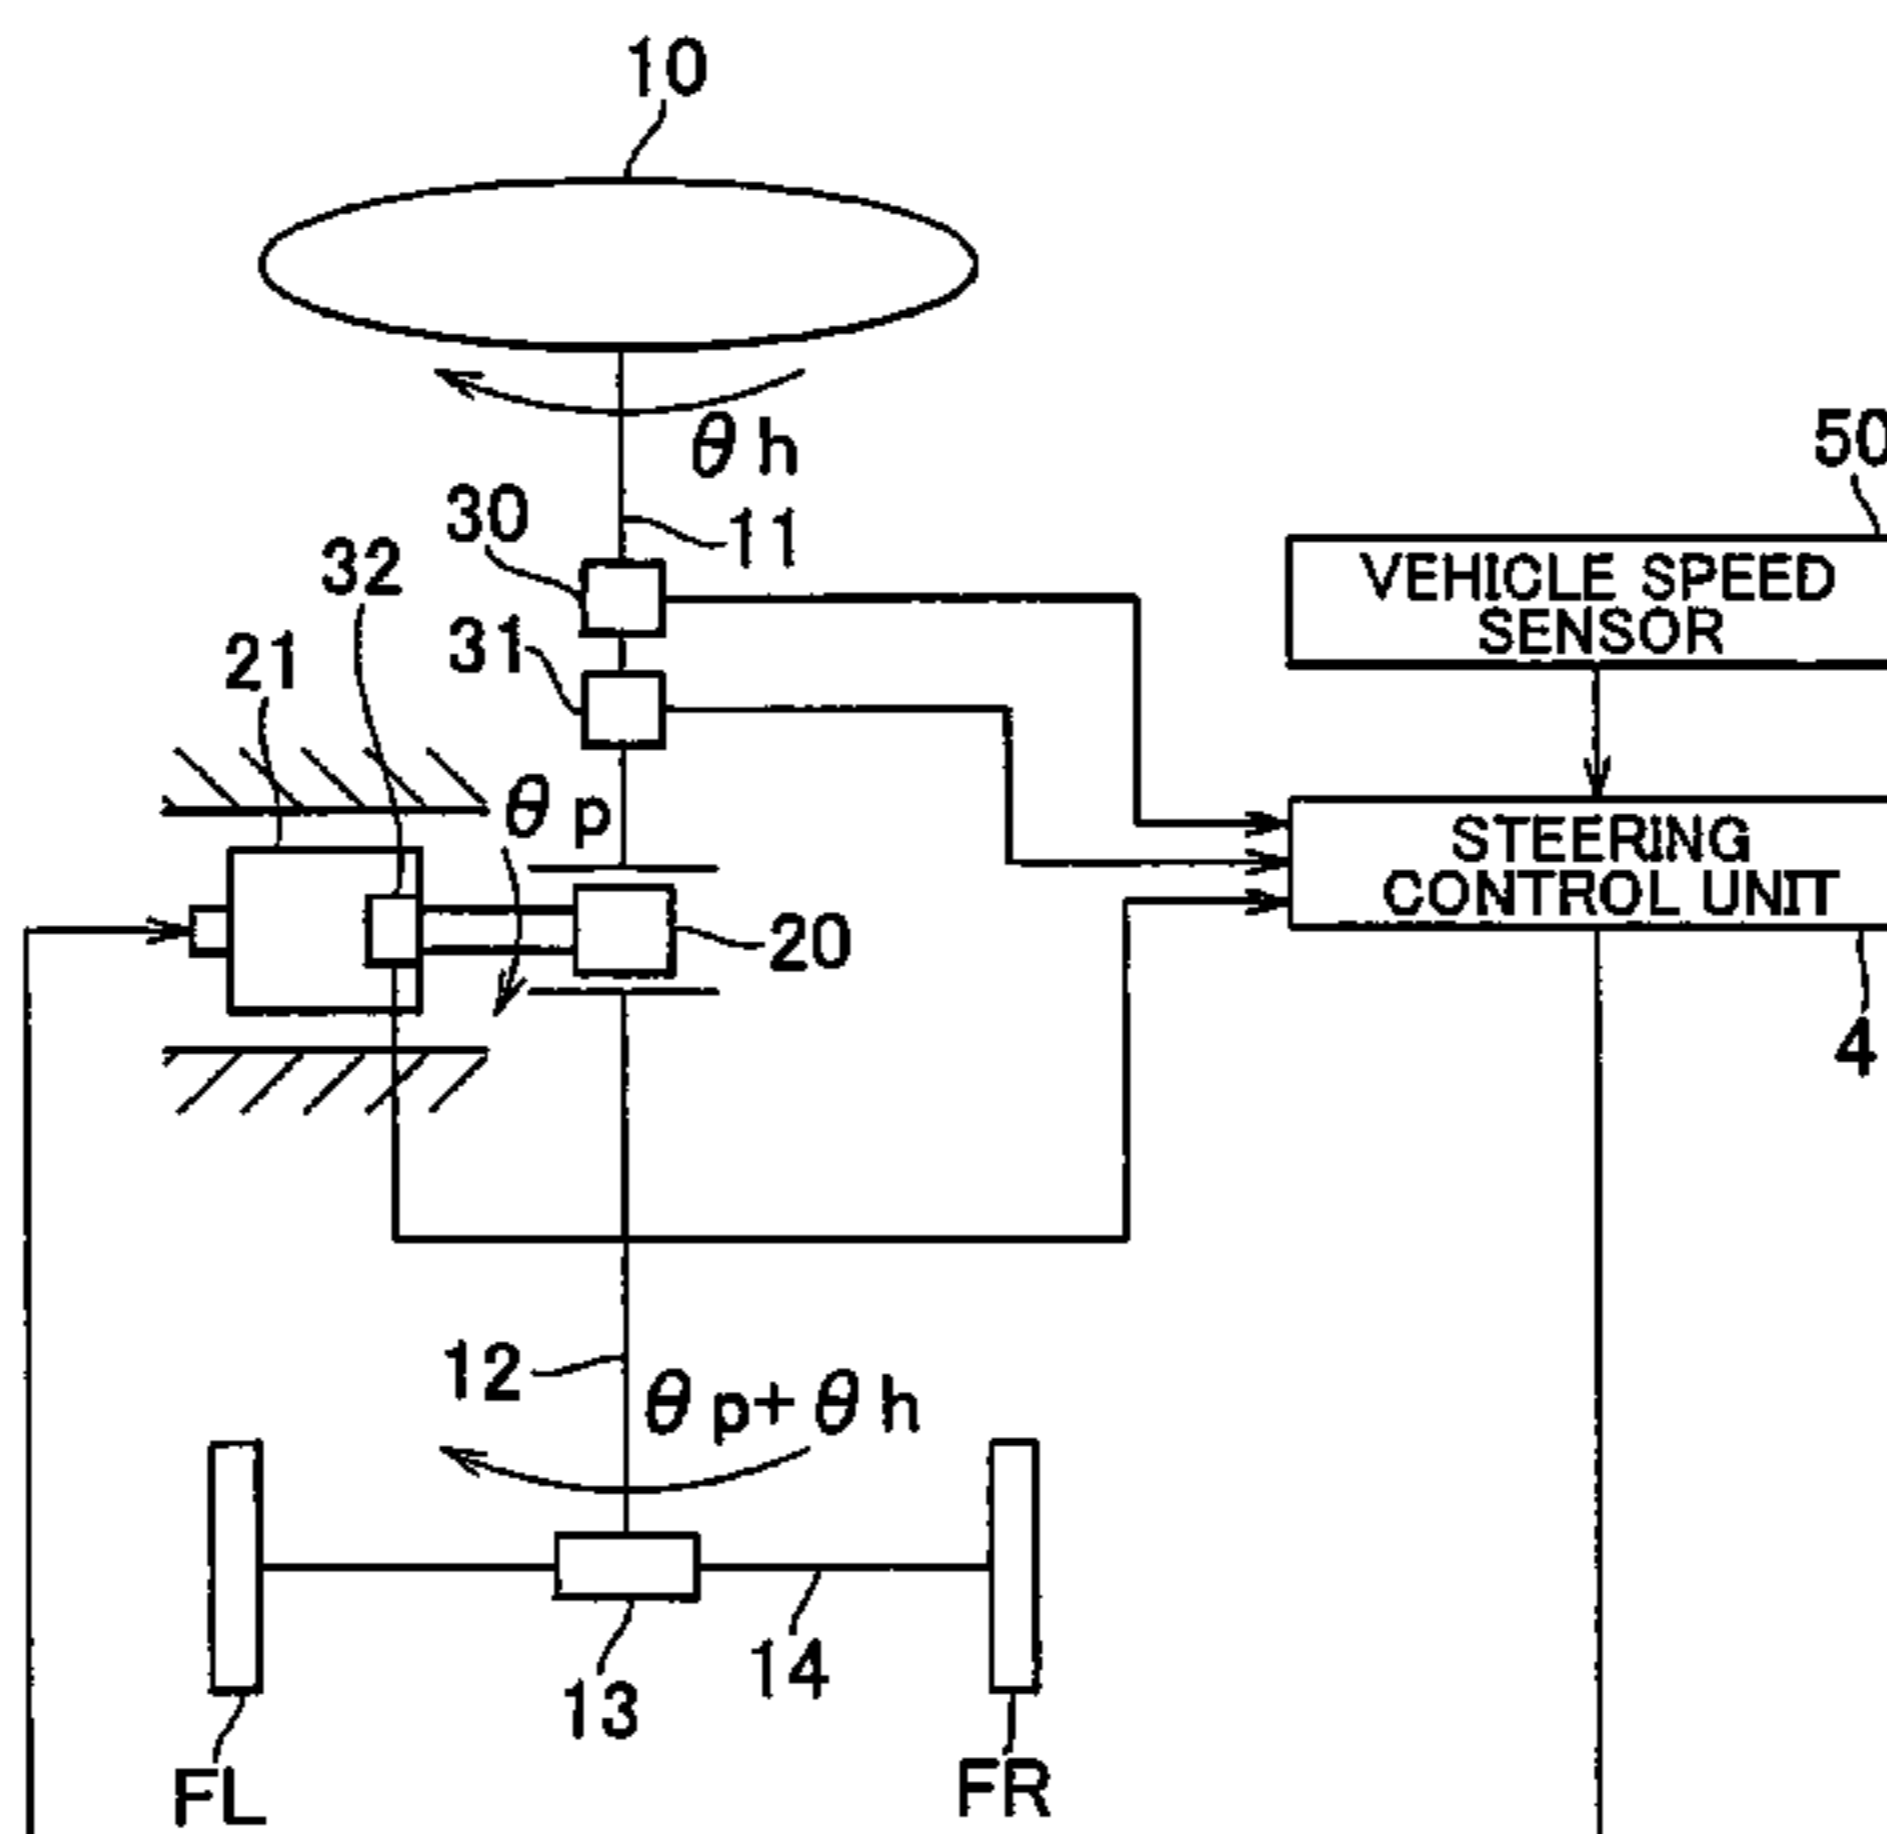 10
θh
50
30
11
32
VEHICLE SPEED
SENSOR
31
21
θp
STEERING
CONTROL UNIT
20
4
12
θp+θh
14
13
FL
FR